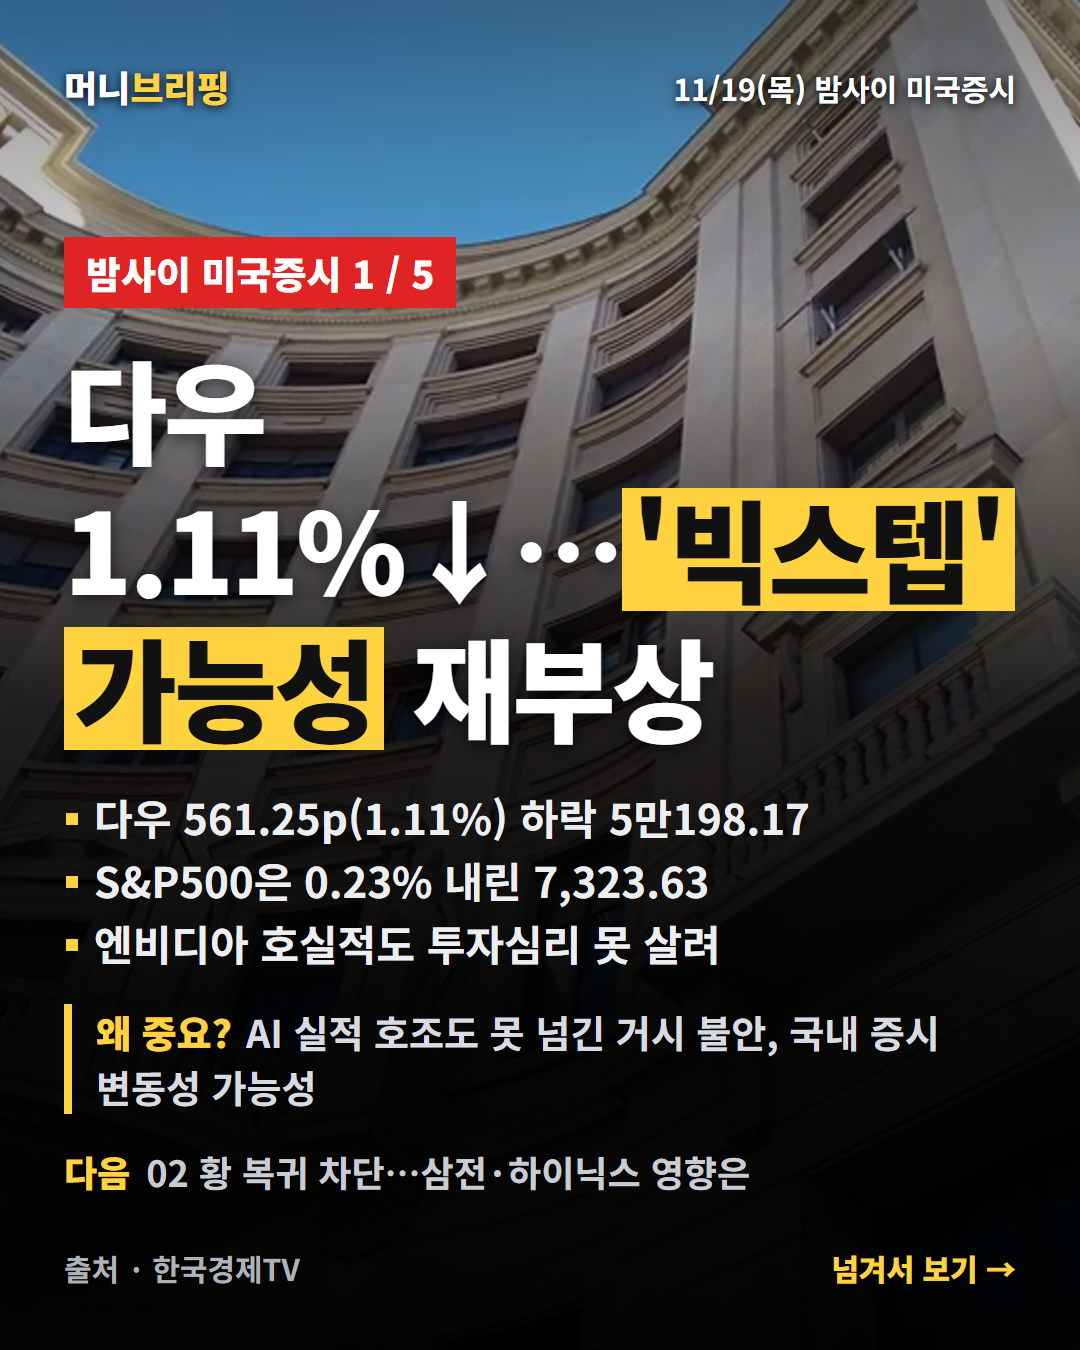 머니브리핑
11/19(목) 밤사이 미국증시
밤사이 미국증시 1 / 5
다우
1.11%↓…'빅스텝'
가능성 재부상
다우 561.25p(1.11%) 하락 5만198.17
S&P500은 0.23% 내린 7,323.63
엔비디아 호실적도 투자심리 못 살려
왜 중요? AI 실적 호조도 못 넘긴 거시 불안, 국내 증시
변동성 가능성
다음 02 황 복귀 차단…삼전·하이닉스 영향은
출처 · 한국경제TV
넘겨서 보기 →